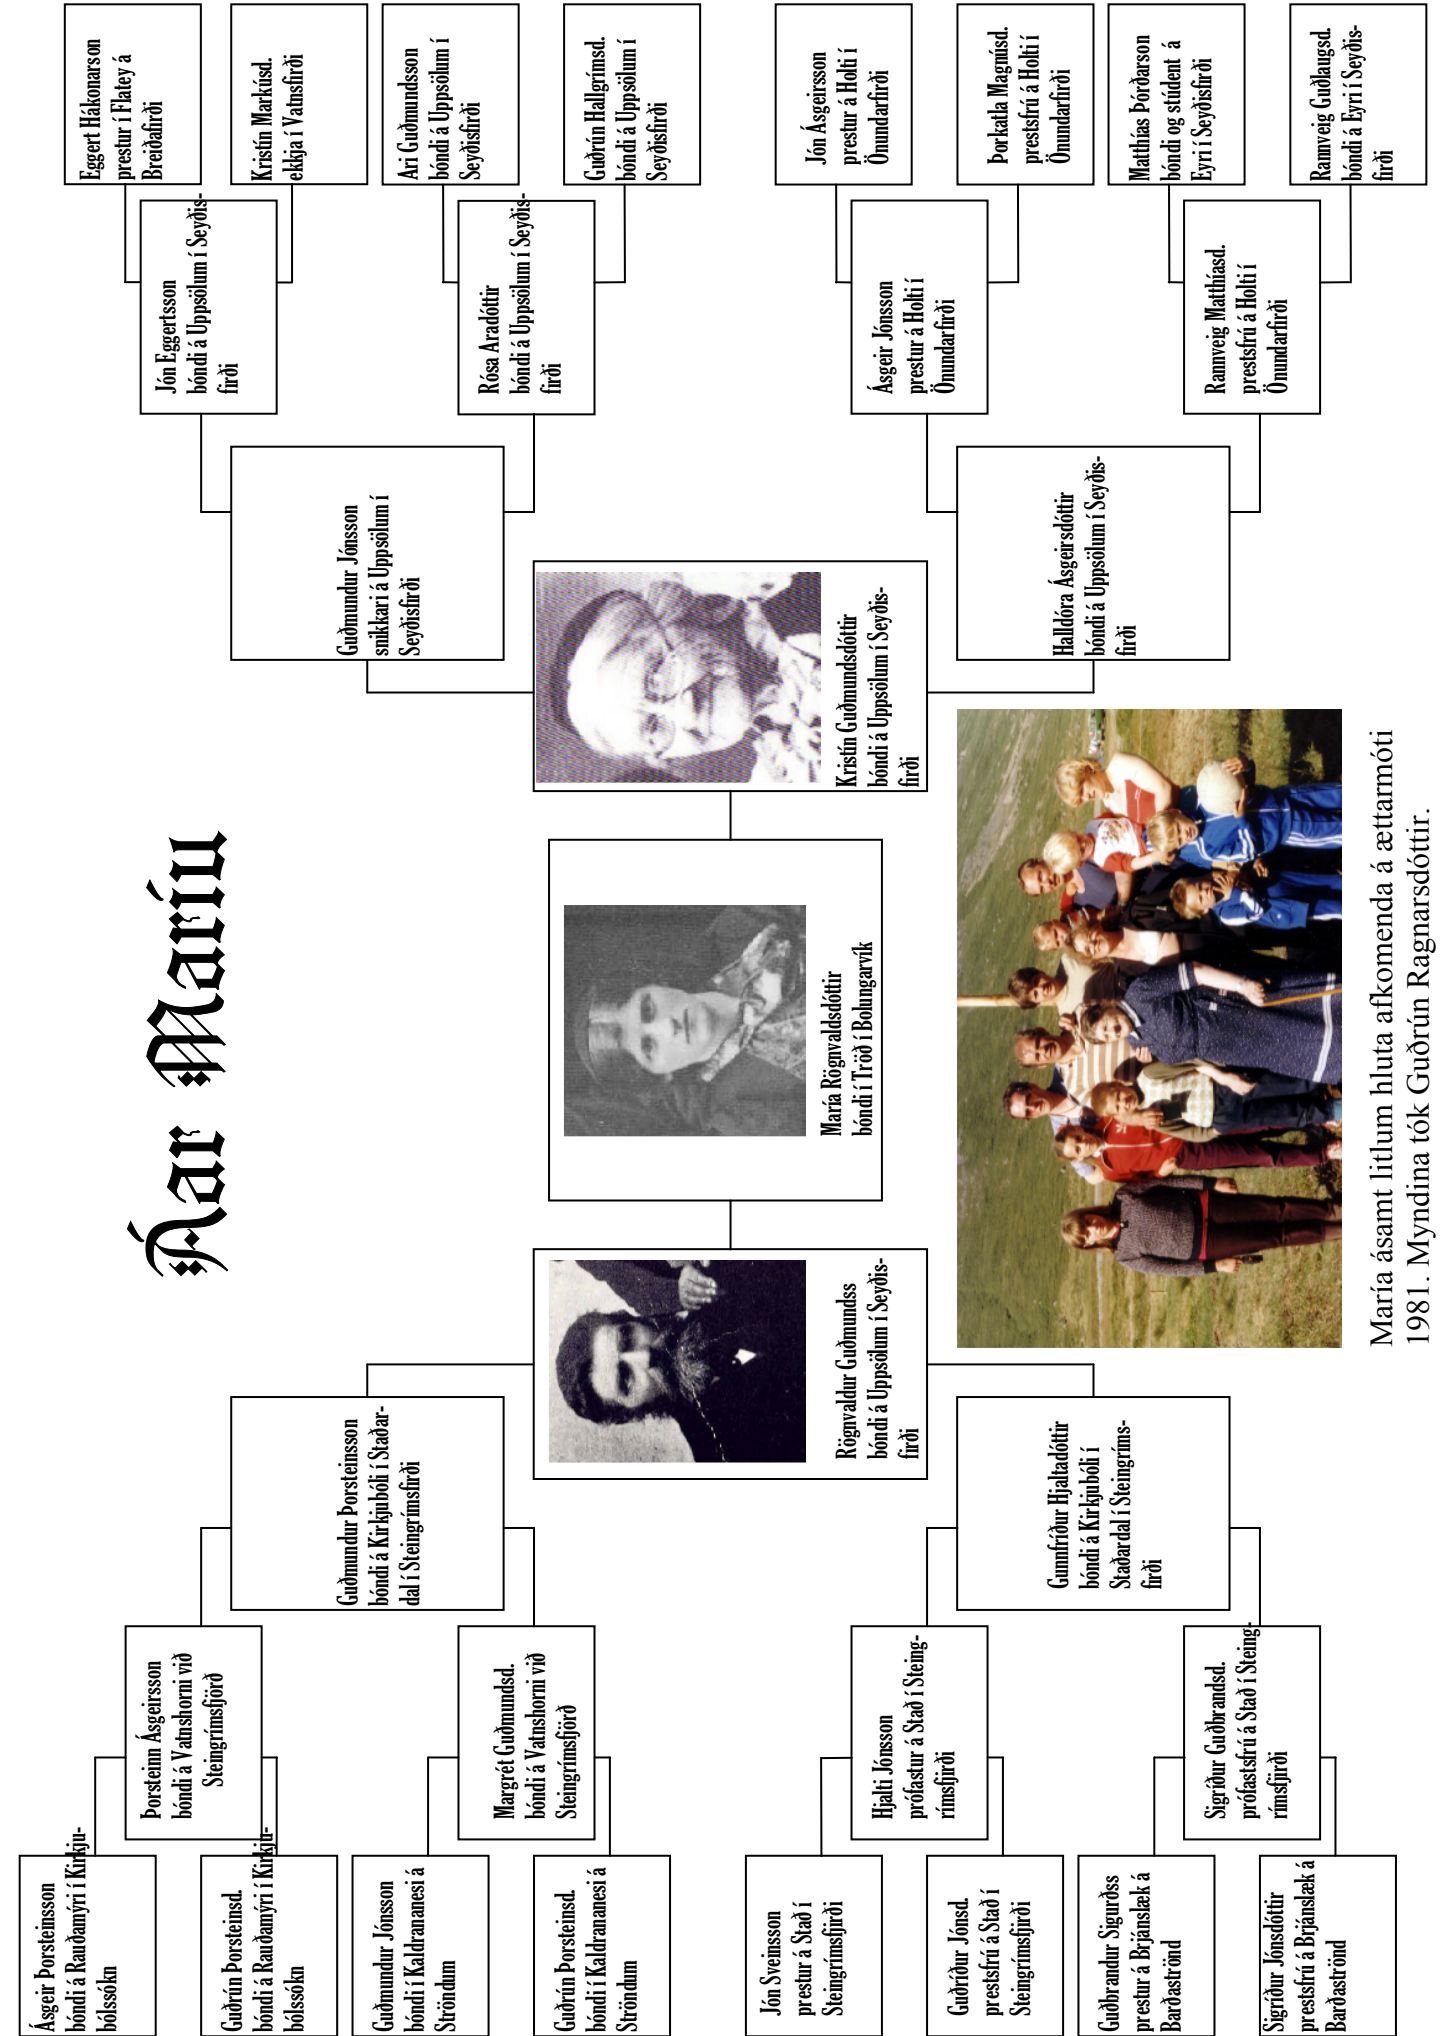 Áar Maríu
Ásgeir Þorsteinsson
bóndi á Rauðamýri í Kirkju-
bólssókn
Guðrún Þorsteinsd.
bóndi á Rauðamýri í Kirkju-
bólssókn
Guðmundur Jónsson
bóndi í Kaldrananesi á
Ströndum
Guðrún Þorsteinsd.
bóndi í Kaldrananesi á
Ströndum
Jón Sveinsson
prestur á Stað í
Steingrímsfjirði
Guðríður Jónsd.
prestsfrú á Stað í
Steingrímsfjirði
Guðbrandur Sigurðss
prestur á Brjánslæk á
Barðaströnd
Sigríður Jónsdóttir
prestsfrú á Brjánslæk á
Barðaströnd
Þorsteinn Ásgeirsson
bóndi á Vatnshorni við
Steingrímsfjörð
Margrét Guðmundsd.
bóndi á Vatnshorni við
Steingrímsfjörð
Hjalti Jónsson
prófastur á Stað í Steing-
rímsfjirði
Sigríður Guðbrandsd.
prófastsfrú á Stað í Steing-
rímsfjirði
Guðmundur Þorsteinsson
bóndi á Kirkjubóli í Staðar-
dal í Steingrímsfirði
Gunnfríður Hjaltadóttir
bóndi á Kirkjubóli í
Staðardal í Steingríms-
firði
Rögnvaldur Guðmundss
bóndi á Uppsölum í Seyðis-
firði
María Rögnvaldsdóttir
bóndi í Tröð í Bolungarvík
Kristín Guðmundsdóttir
bóndi á Uppsölum í Seyðis-
firði
Guðmundur Jónsson
snikkari á Uppsölum í
Seyðisfirði
Halldóra Ásgeirsdóttir
bóndi á Uppsölum í Seyðis-
firði
Jón Eggertsson
bóndi á Uppsölum í Seyðis-
firði
Rósa Aradóttir
bóndi á Uppsölum í Seyðis-
firði
Ásgeir Jónsson
prestur á Holti í
Önundarfirði
Rannveig Matthíasd.
prestsfrú á Holti í
Önundarfirði
Eggert Hákonarson
prestur í Flatey á
Breiðafirði
Kristín Markúsd.
ekkja í Vatnsfirði
Ari Guðmundsson
bóndi á Uppsölum í
Seyðisfirði
Guðrún Hallgrímsd.
bóndi á Uppsölum í
Seyðisfirði
Jón Ásgeirsson
prestur á Holti í
Önundarfirði
Þorkatla Magnúsd.
prestsfrú á Holti í
Önundarfirði
Matthías Þórðarson
bóndi og stúdent á
Eyri í Seyðisfirði
Rannveig Guðlaugsd.
bóndi á Eyri í Seyðis-
firði
María ásamt litlum hluta afkomenda á ættarmóti
1981. Myndina tók Guðrún Ragnarsdóttir.